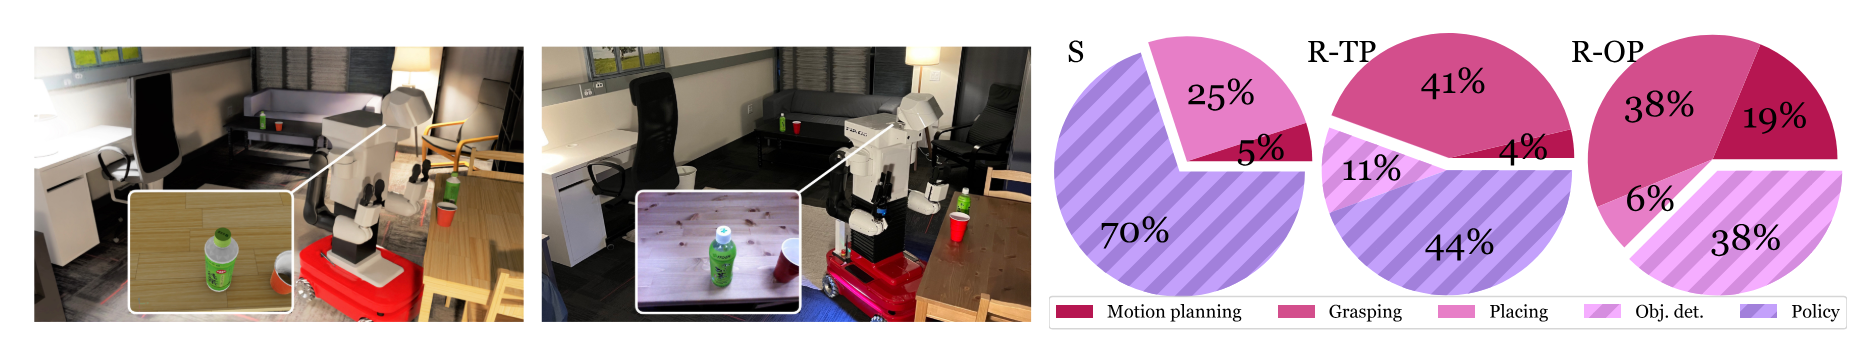 S
25%
5%
70%
R-TP
41%
4%
11%
44%
R-OP
38%
19%
6%
38%
Motion planning
Grasping
Placing
Obj. det.
Policy